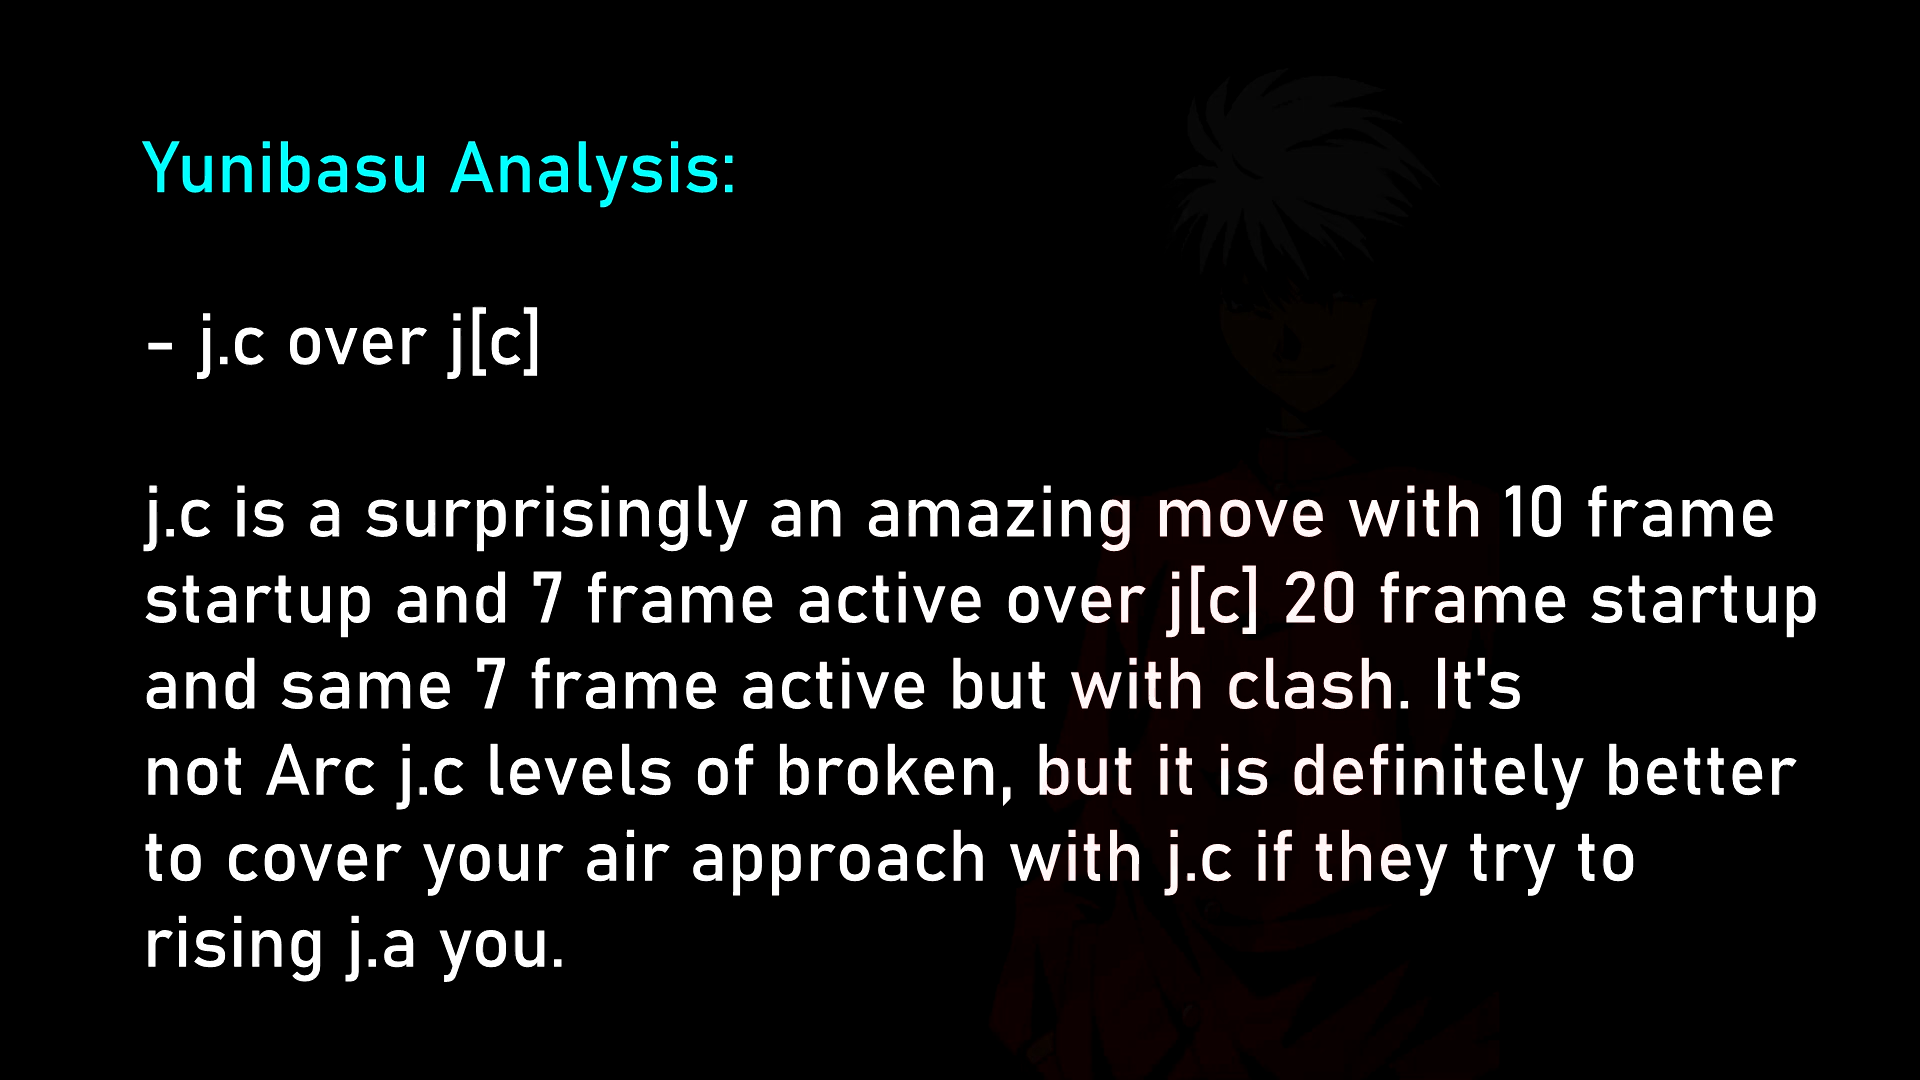 Yunibasu Analysis:
- j.c over j[c]
j.c is a surprisingly an amazing move with 10 frame
startup and 7 frame active over j[c] 20 frame startup
and same 7 frame active but with clash. It's
not Arc j.c levels of broken, but it is definitely better
to cover your air approach with j.c if they try to
rising j.a you.